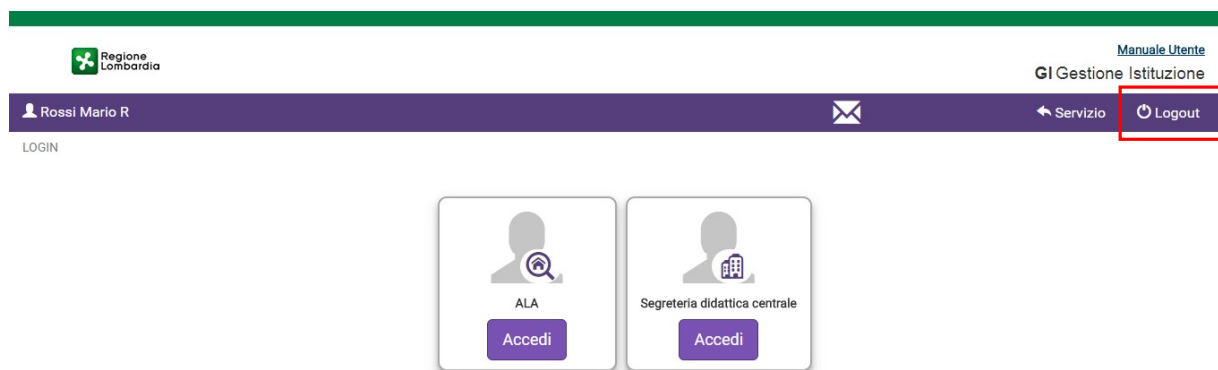 Regione
Lombardia
Manuale Utente
GI Gestione Istituzione
Rossi Mario R
Servizio
Logout
LOGIN
ALA
Segreteria didattica centrale
Accedi
Accedi